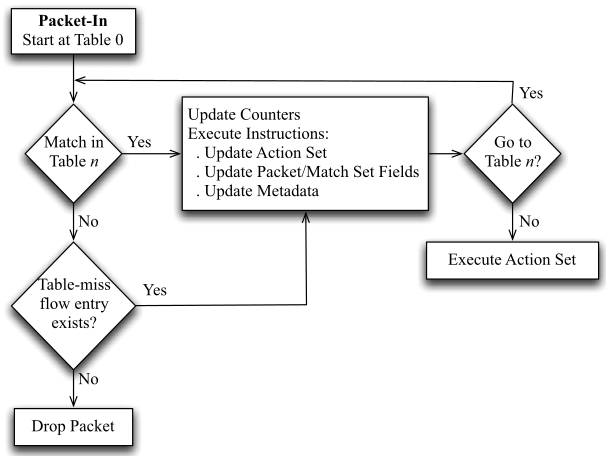 Packet-In
Start at Table 0
Match in
Table n
Yes
Update Counters
Execute Instructions:
. Update Action Set
. Update Packet/Match Set Fields
. Update Metadata
Yes
Go to
Table n?
No
No
Execute Action Set
Table-miss
flow entry
exists?
Yes
No
Drop Packet